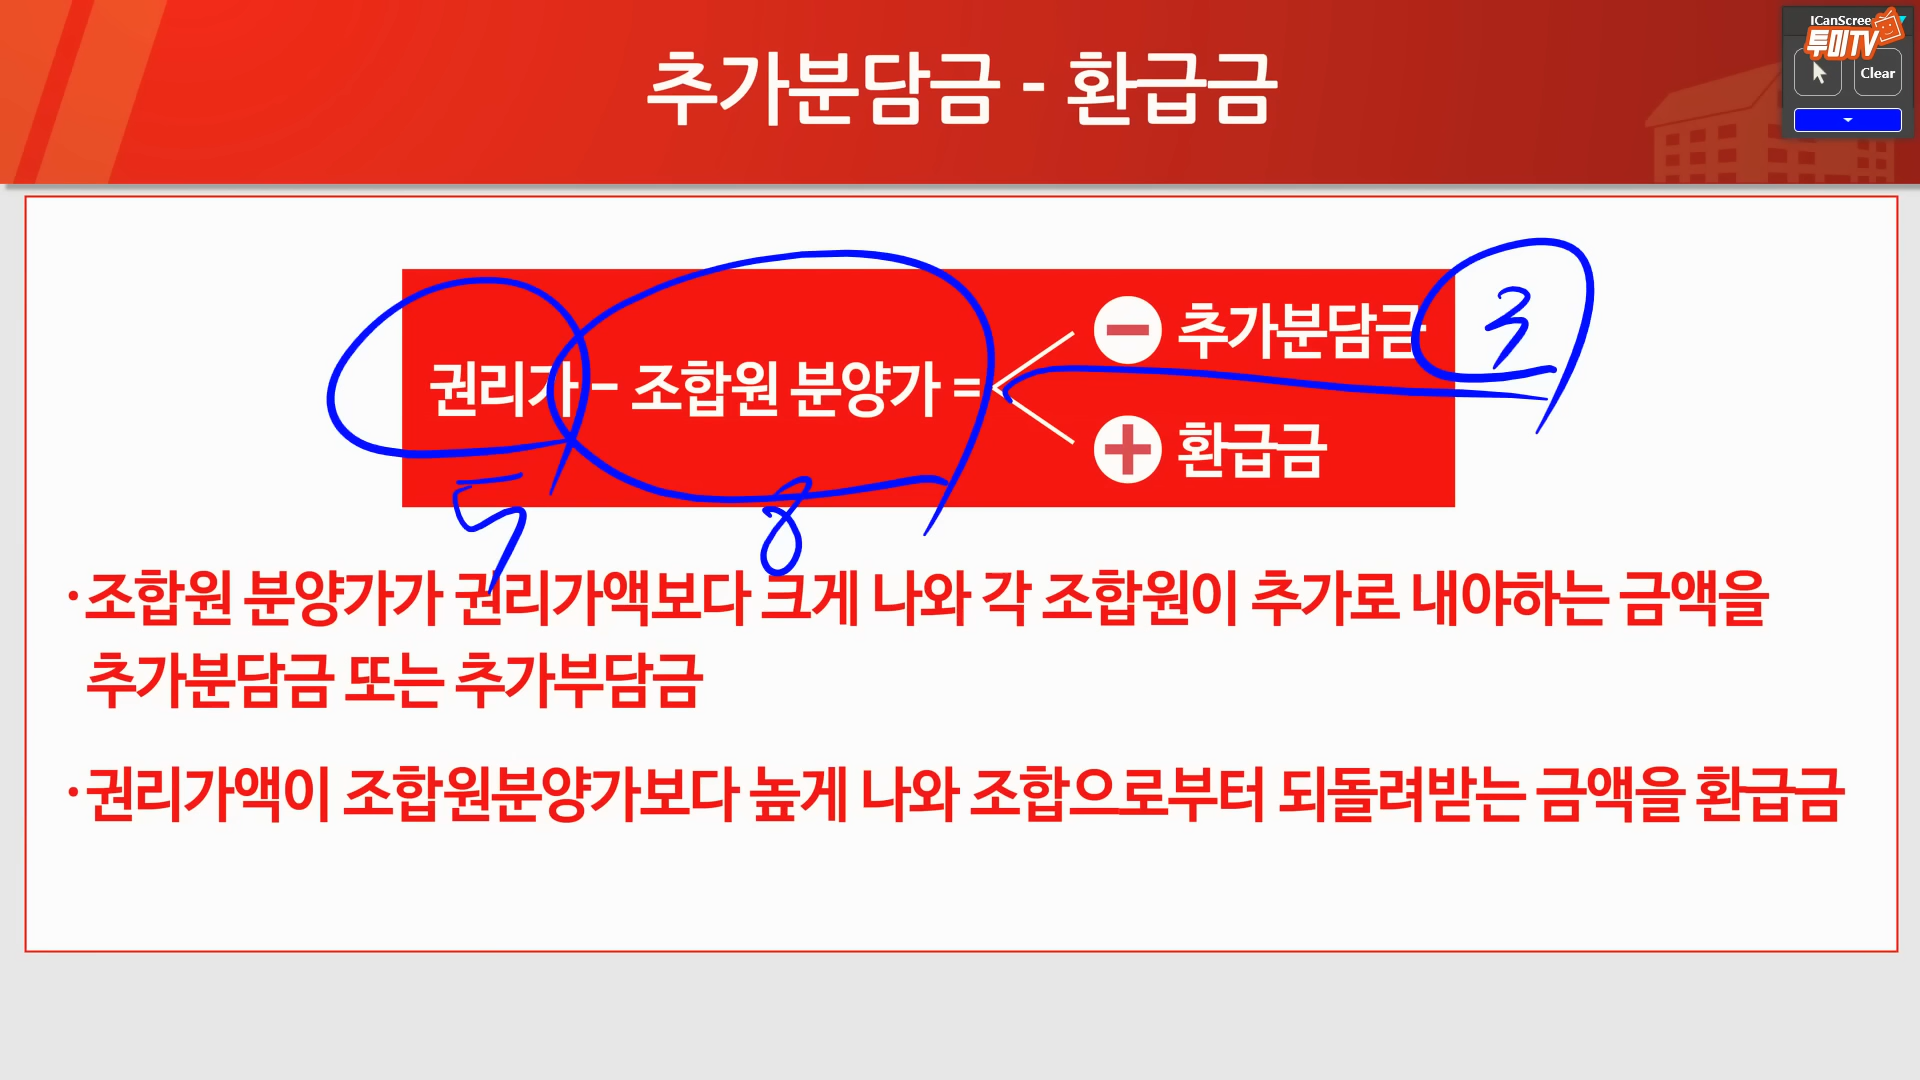 추가분담금 - 환급금
ICanScree
투미TV
Clear
권리가 - 조합원 분양가 =
- 추가분담금
+ 환급금
3
5
8
·조합원 분양가가 권리가액보다 크게 나와 각 조합원이 추가로 내야하는 금액을
추가분담금 또는 추가부담금
·권리가액이 조합원분양가보다 높게 나와 조합으로부터 되돌려받는 금액을 환급금